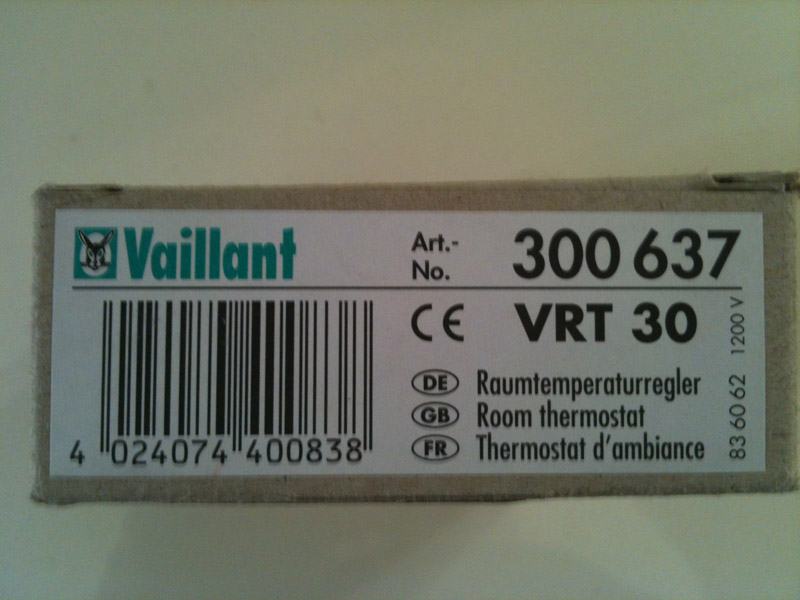 Vaillant
Art.-
No.
300 637
CE VRT 30
DE Raumtemperaturregler
GB Room thermostat
FR Thermostat d'ambiance
83 60 62 1200 V
4 024074 400838